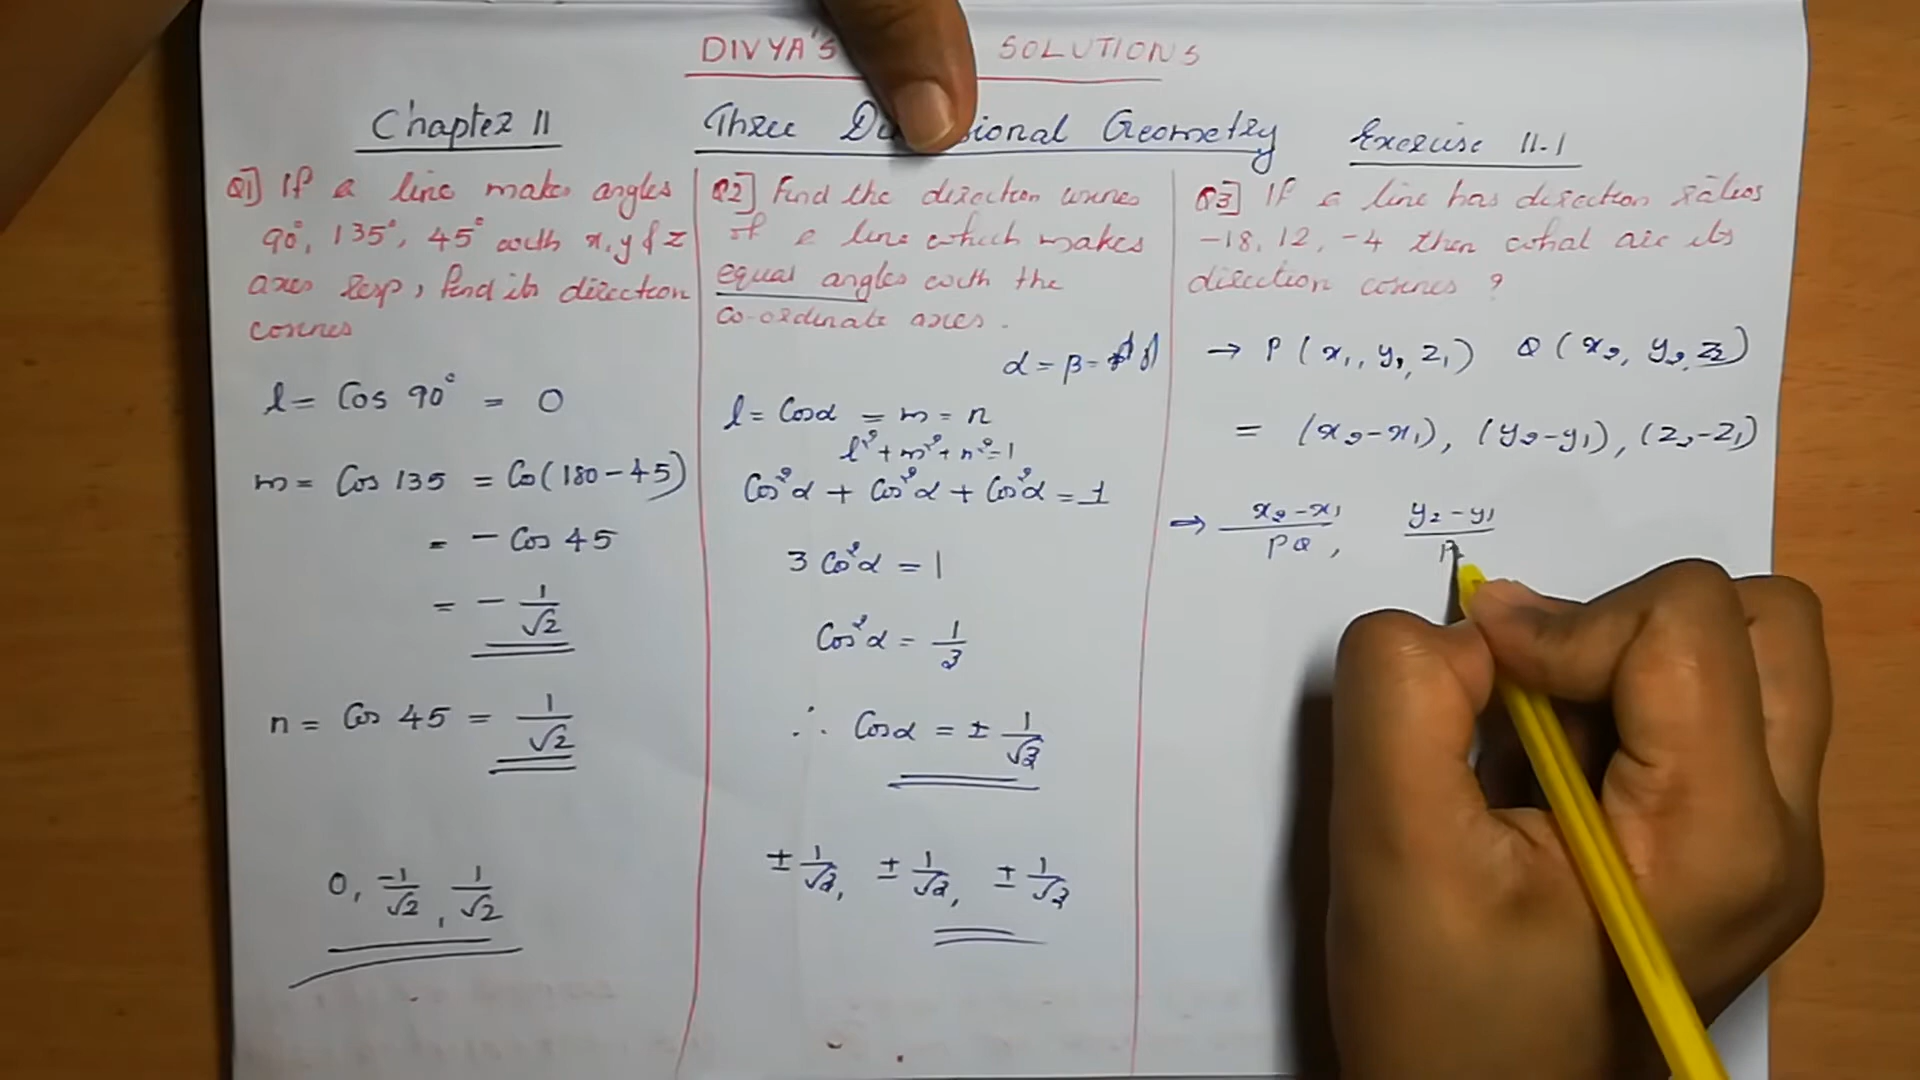 DIVYA'S SOLUTIONS
Chapter 11 Three Geometry Exercise 11.1
Q1] If a line makes angles
90°, 135°, 45° with x, y & z
axes resp, find its direction
cosines
l = Cos 90° = 0
m = Cos 135 = Co(180-45)
= - Cos 45
= - 1/√2
n = Cos 45 = 1/√2
0, -1/√2, 1/√2
Q2] Find the direction cosines
of a line which makes
equal angles with the
co-ordinate axes.
α = β =
l = Cosα = m = n
l² + m² + n² = 1
Cos²α + Cos²α + Cos²α = 1
3 Cos²α = 1
Cos²α = 1/3
∴ Cosα = ± 1/√3
± 1/√3, ± 1/√3, ± 1/√3
Q3] If a line has direction ratios
-18, 12, -4 then what are its
direction cosines ?
→ P (x₁, y₁, z₁) Q (x₂, y₂, z₂)
= (x₂-x₁), (y₂-y₁), (z₂-z₁)
⇒ x₂-x₁/PQ, y₂-y₁/P